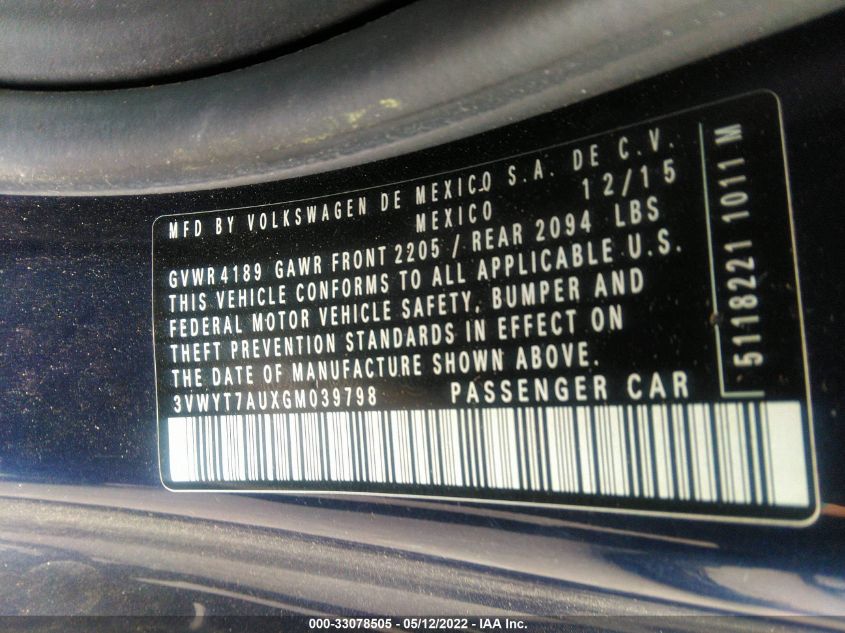 MFD BY VOLKSWAGEN DE MEXICO S.A. DE C.V.
MEXICO 12/15
GVWR 4189 GAWR FRONT 2205 / REAR 2094 LBS
THIS VEHICLE CONFORMS TO ALL APPLICABLE U.S.
FEDERAL MOTOR VEHICLE SAFETY, BUMPER AND
THEFT PREVENTION STANDARDS IN EFFECT ON
THE DATE OF MANUFACTURE SHOWN ABOVE.
3VWYT7AUXGM039798 PASSENGER CAR
5118221 1011 M
000-33078505 - 05/12/2022 - IAA Inc.